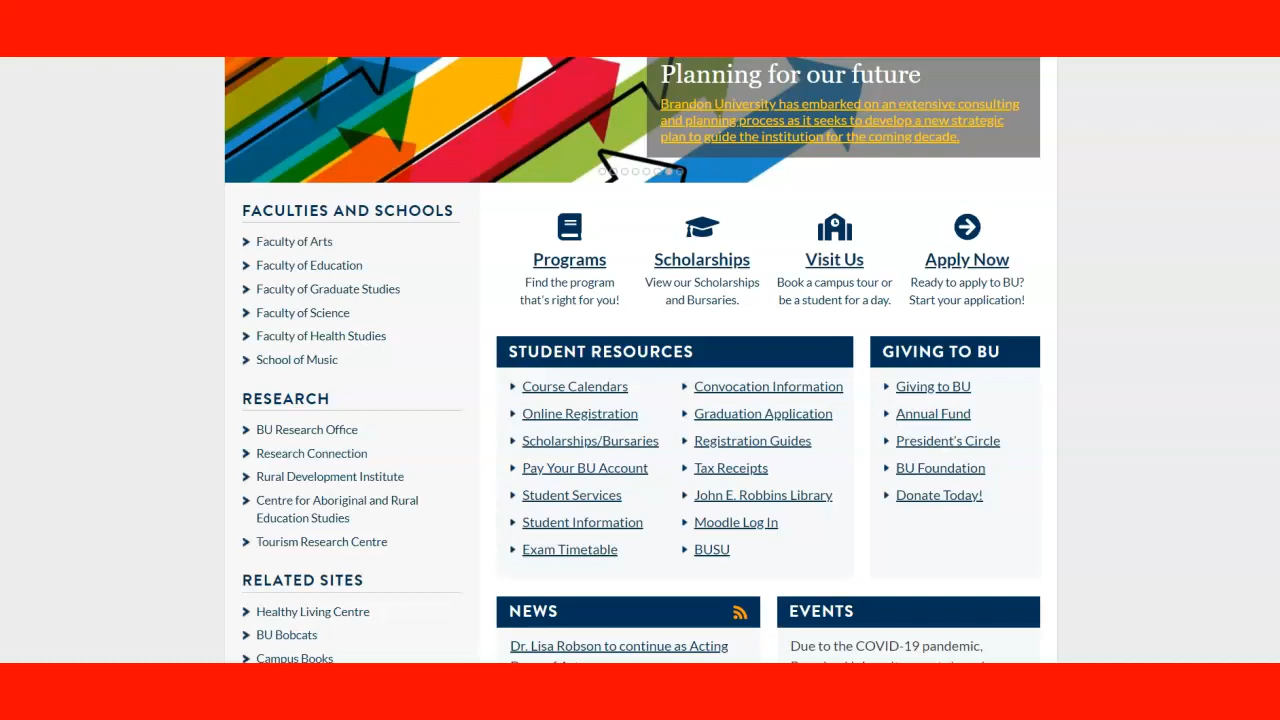 Planning for our future
Brandon University has embarked on an extensive consulting
and planning process as it seeks to develop a new strategic
plan to guide the institution for the coming decade.
FACULTIES AND SCHOOLS
Faculty of Arts
Faculty of Education
Faculty of Graduate Studies
Faculty of Science
Faculty of Health Studies
School of Music
RESEARCH
BU Research Office
Research Connection
Rural Development Institute
Centre for Aboriginal and Rural
Education Studies
Tourism Research Centre
RELATED SITES
Healthy Living Centre
BU Bobcats
Campus Books
Programs
Find the program
that's right for you!
Scholarships
View our Scholarships
and Bursaries.
Visit Us
Book a campus tour or
be a student for a day.
Apply Now
Ready to apply to BU?
Start your application!
STUDENT RESOURCES
Course Calendars
Online Registration
Scholarships/Bursaries
Pay Your BU Account
Student Services
Student Information
Exam Timetable
Convocation Information
Graduation Application
Registration Guides
Tax Receipts
John E. Robbins Library
Moodle Log In
BUSU
GIVING TO BU
Giving to BU
Annual Fund
President's Circle
BU Foundation
Donate Today!
NEWS
Dr. Lisa Robson to continue as Acting
EVENTS
Due to the COVID-19 pandemic,